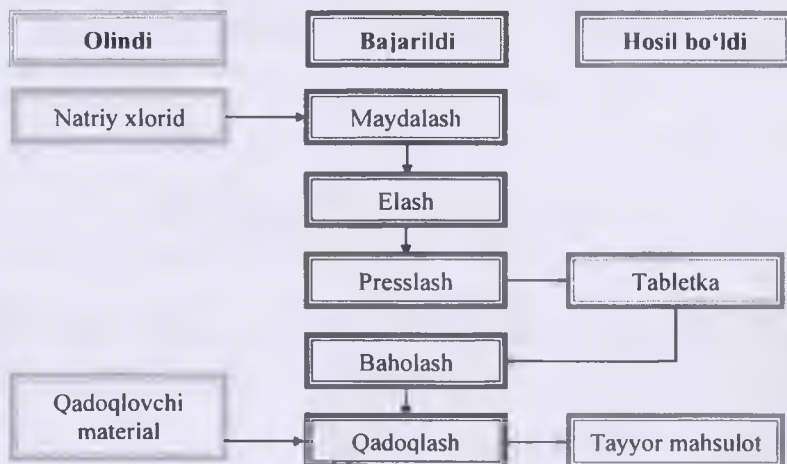 Olindi
Bajarildi
Hosil bo‘ldi
Natriy xlorid
Maydalash
Elash
Presslash
Tabletka
Baholash
Qadoqlovchi
material
Qadoqlash
Tayyor mahsulot